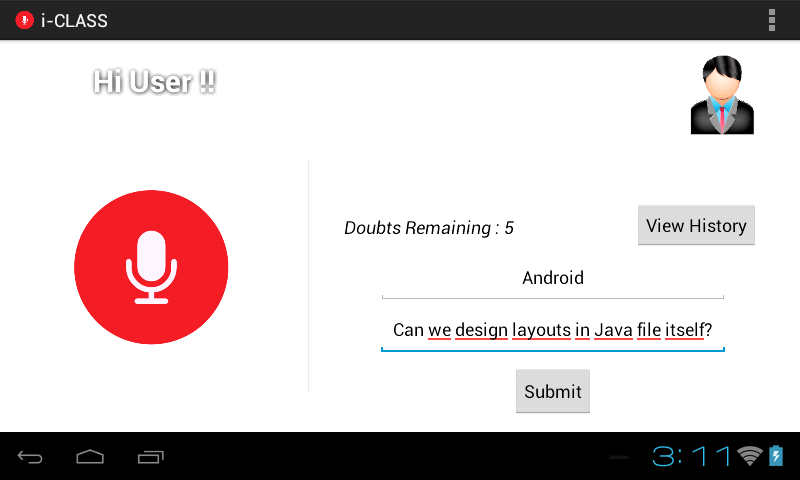 i-CLASS
Hi User !!
Doubts Remaining : 5
View History
Android
Can we design layouts in Java file itself?
Submit
3:11